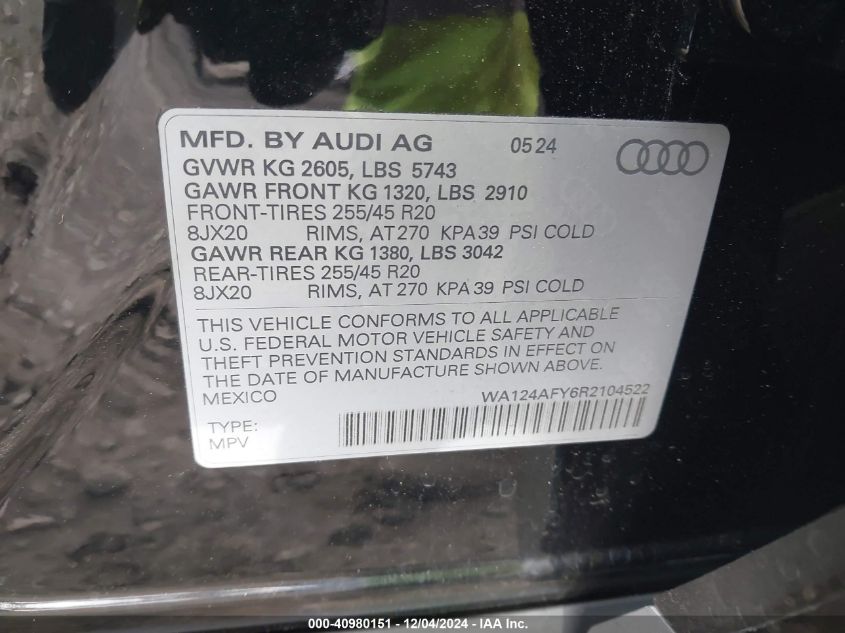 MFD. BY AUDI AG 05 24
GVWR KG 2605, LBS 5743
GAWR FRONT KG 1320, LBS 2910
FRONT-TIRES 255/45 R20
8JX20 RIMS, AT 270 KPA 39 PSI COLD
GAWR REAR KG 1380, LBS 3042
REAR-TIRES 255/45 R20
8JX20 RIMS, AT 270 KPA 39 PSI COLD
THIS VEHICLE CONFORMS TO ALL APPLICABLE
U.S. FEDERAL MOTOR VEHICLE SAFETY AND
THEFT PREVENTION STANDARDS IN EFFECT ON
THE DATE OF MANUFACTURE SHOWN ABOVE.
MEXICO WA124AFY6R2104522
TYPE:
MPV
000-40980151 - 12/04/2024 - IAA Inc.